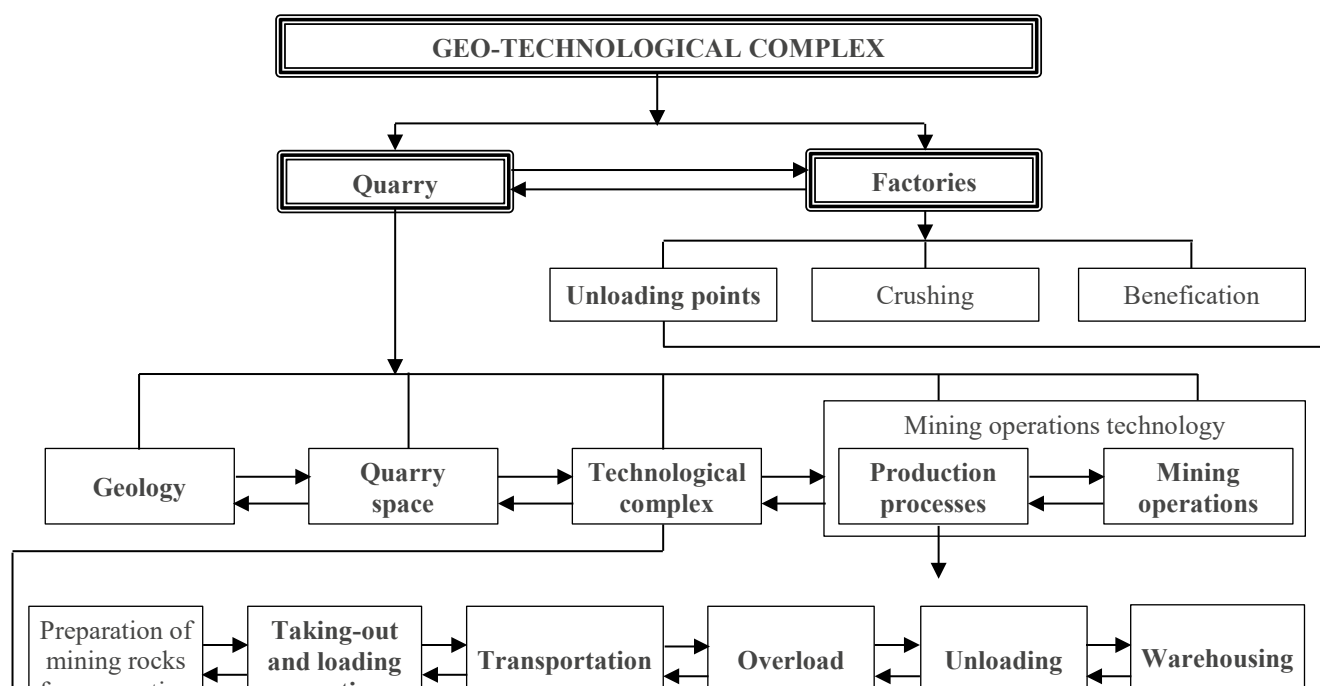 GEO-TECHNOLOGICAL COMPLEX
Quarry
Factories
Unloading points
Crushing
Benefication
Mining operations technology
Geology
Quarry
space
Technological
complex
Production
processes
Mining
operations
Preparation of
mining rocks
Taking-out
and loading
Transportation
Overload
Unloading
Warehousing